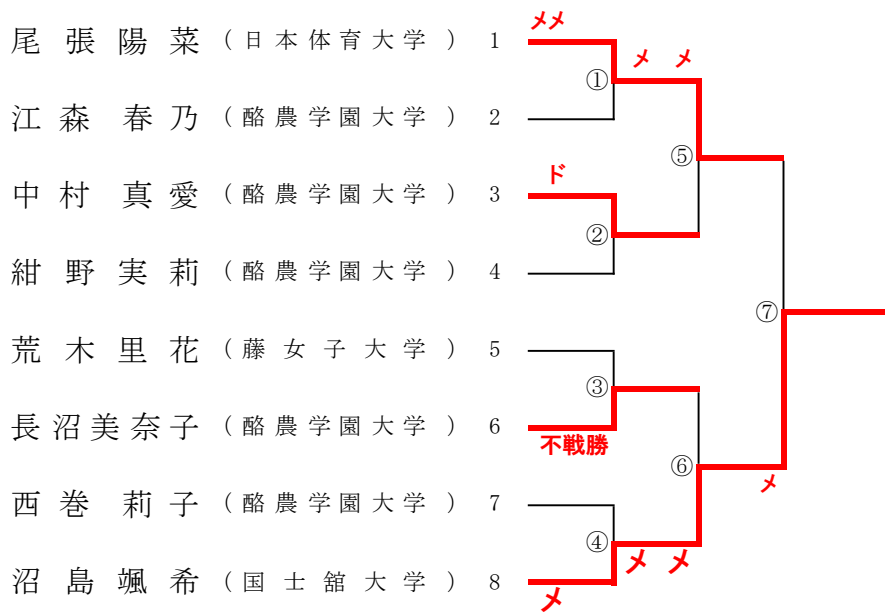 メメ
尾張陽菜 (日本体育大学) 1
① メ メ
江森 春乃 (酪農学園大学) 2
⑤
ド
中村 真愛 (酪農学園大学) 3
②
紺野実莉 (酪農学園大学) 4
⑦
荒木里花 (藤女子大学) 5
③
長沼美奈子 (酪農学園大学) 6
不戦勝
⑥
メ
西巻 莉子 (酪農学園大学) 7
④ メ メ
沼島颯希 (国士舘大学) 8
メ